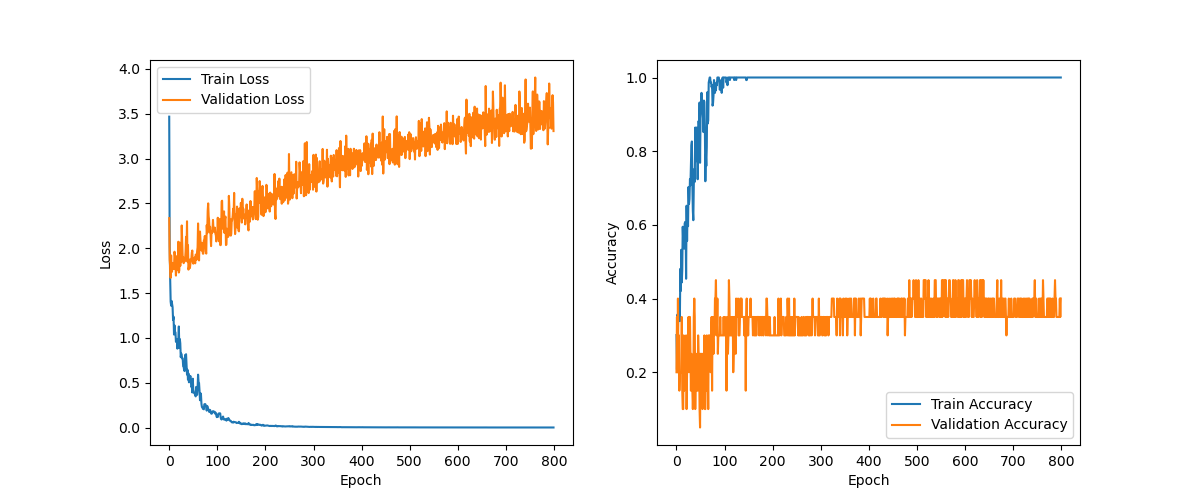 Train Loss
Validation Loss
Loss
4.0
3.5
3.0
2.5
2.0
1.5
1.0
0.5
0.0
0 100 200 300 400 500 600 700 800
Epoch
Accuracy
1.0
0.8
0.6
0.4
0.2
Train Accuracy
Validation Accuracy
0 100 200 300 400 500 600 700 800
Epoch